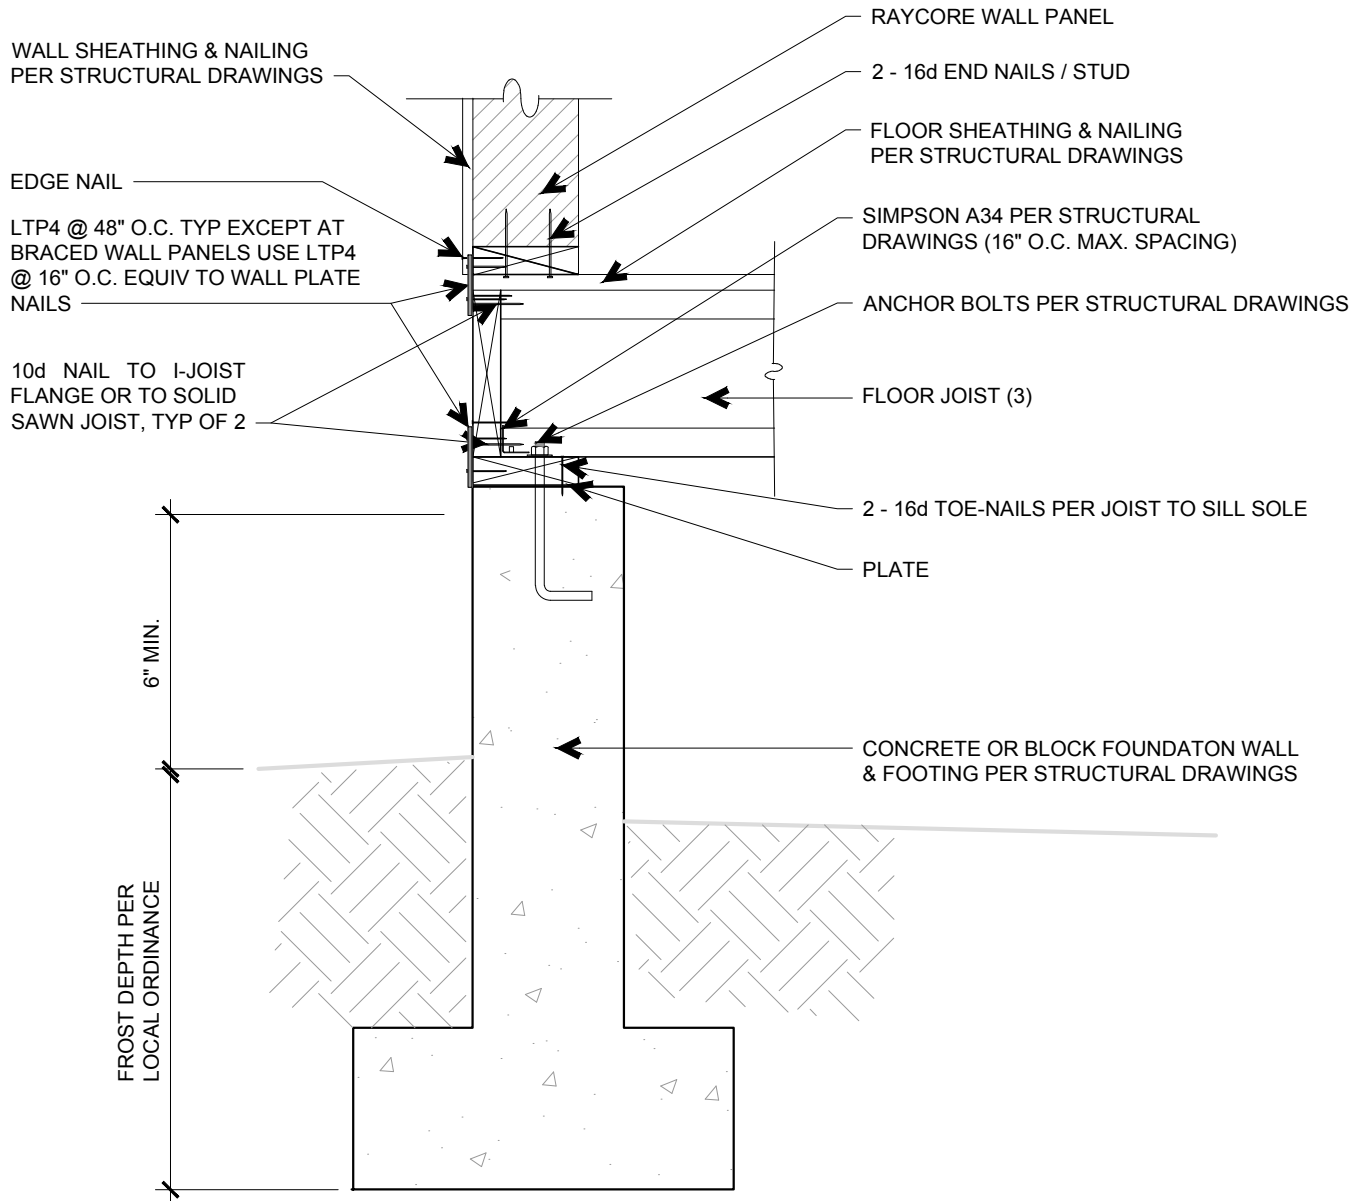 WALL SHEATHING & NAILING
PER STRUCTURAL DRAWINGS
EDGE NAIL
LTP4 @ 48" O.C. TYP EXCEPT AT
BRACED WALL PANELS USE LTP4
@ 16" O.C. EQUIV TO WALL PLATE
NAILS
10d NAIL TO I-JOIST
FLANGE OR TO SOLID
SAWN JOIST, TYP OF 2
6" MIN.
FROST DEPTH PER
LOCAL ORDINANCE
RAYCORE WALL PANEL
2 - 16d END NAILS / STUD
FLOOR SHEATHING & NAILING
PER STRUCTURAL DRAWINGS
SIMPSON A34 PER STRUCTURAL
DRAWINGS (16" O.C. MAX. SPACING)
ANCHOR BOLTS PER STRUCTURAL DRAWINGS
FLOOR JOIST (3)
2 - 16d TOE-NAILS PER JOIST TO SILL SOLE
PLATE
CONCRETE OR BLOCK FOUNDATON WALL
& FOOTING PER STRUCTURAL DRAWINGS